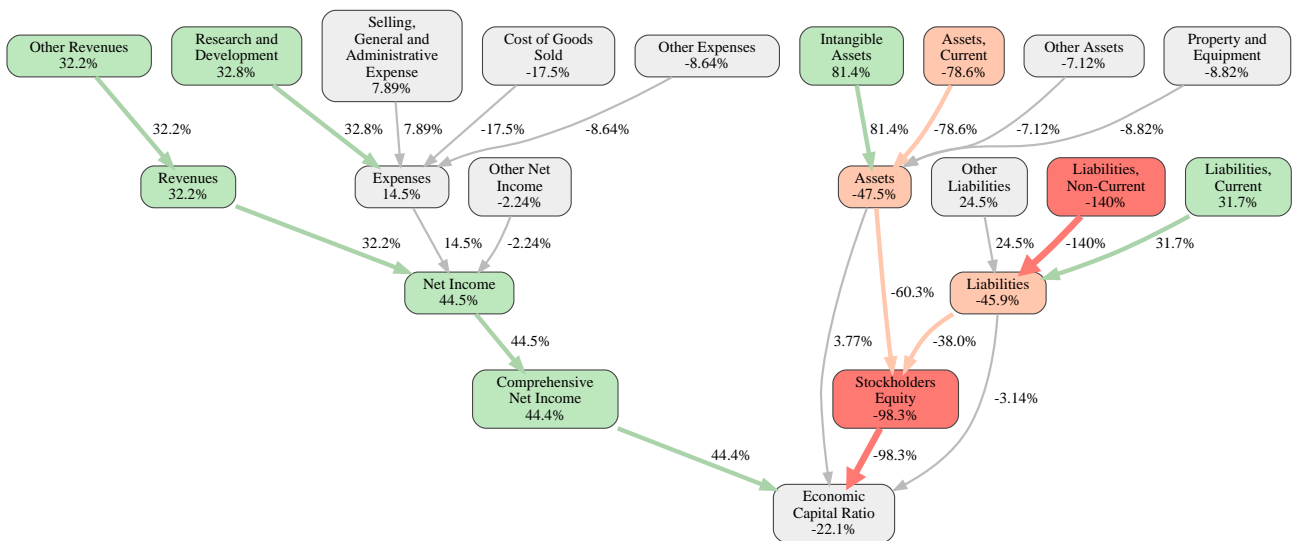 Other Revenues
32.2%
Research and
Development
32.8%
Selling,
General and
Administrative
Expense
7.89%
Cost of Goods
Sold
-17.5%
Other Expenses
-8.64%
Intangible
Assets
81.4%
Assets,
Current
-78.6%
Other Assets
-7.12%
Property and
Equipment
-8.82%
32.2%
32.8%
7.89%
-17.5%
-8.64%
81.4%
-78.6%
-7.12%
-8.82%
Revenues
32.2%
Expenses
14.5%
Other Net
Income
-2.24%
Assets
-47.5%
Other
Liabilities
24.5%
Liabilities,
Non-Current
-140%
Liabilities,
Current
31.7%
32.2%
14.5%
-2.24%
24.5%
-140%
31.7%
Net Income
44.5%
-60.3%
Liabilities
-45.9%
44.5%
3.77%
-38.0%
Comprehensive
Net Income
44.4%
Stockholders
Equity
-98.3%
-3.14%
44.4%
-98.3%
Economic
Capital Ratio
-22.1%